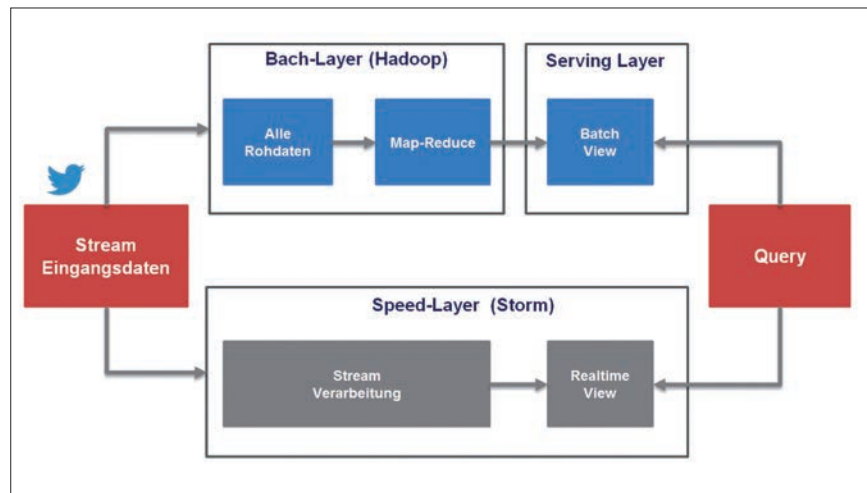 Bach-Layer (Hadoop)
Serving Layer
Alle
Rohdaten
Map-Reduce
Batch
View
Stream
Eingangsdaten
Query
Speed-Layer (Storm)
Stream
Verarbeitung
Realtime
View